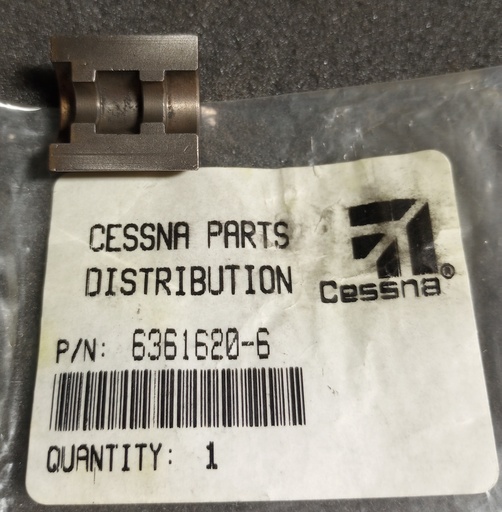 CESSNA PARTS
DISTRIBUTION
Cessna®
P/N: 6361620-6
QUANTITY: 1